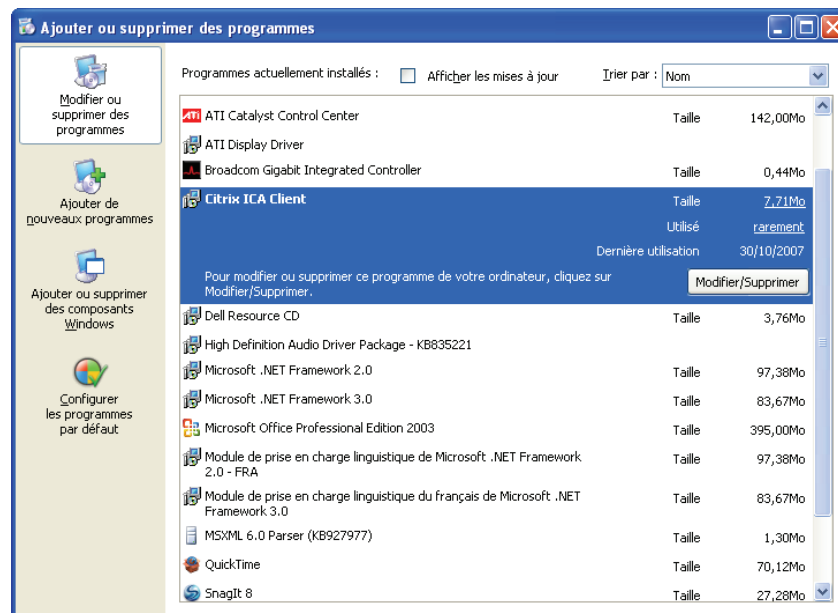 Ajouter ou supprimer des programmes
Modifier ou
supprimer des
programmes
Ajouter de
nouveaux programmes
Ajouter ou supprimer
des composants
Windows
Configurer
les programmes
par défaut
Programmes actuellement installés : Afficher les mises à jour Trier par : Nom
ATI Catalyst Control Center Taille 142,00Mo
ATI Display Driver
Broadcom Gigabit Integrated Controller Taille 0,44Mo
Citrix ICA Client Taille 7,71Mo
Utilisé rarement
Dernière utilisation 30/10/2007
Pour modifier ou supprimer ce programme de votre ordinateur, cliquez sur
Modifier/Supprimer.
Modifier/Supprimer
Dell Resource CD Taille 3,76Mo
High Definition Audio Driver Package - KB835221
Microsoft .NET Framework 2.0 Taille 97,38Mo
Microsoft .NET Framework 3.0 Taille 83,67Mo
Microsoft Office Professional Edition 2003 Taille 395,00Mo
Module de prise en charge linguistique de Microsoft .NET Framework
2.0 - FRA Taille 97,38Mo
Module de prise en charge linguistique du français de Microsoft .NET
Framework 3.0 Taille 83,67Mo
MSXML 6.0 Parser (KB927977) Taille 1,30Mo
QuickTime Taille 70,12Mo
SnagIt 8 Taille 27,28Mo